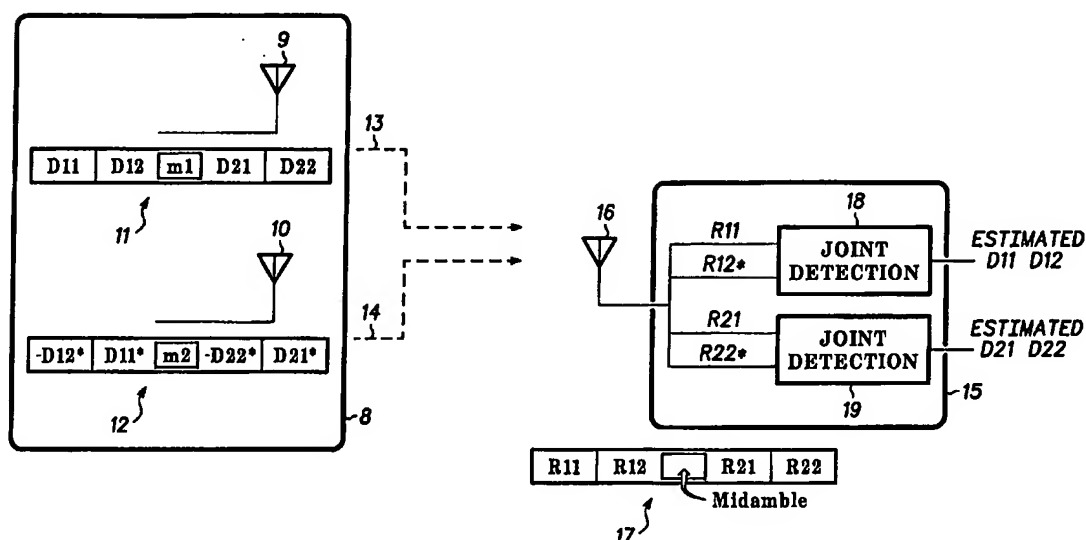 9
13
D11 D12 m1 D21 D22
11
10
14
-D12* D11* m2 -D22* D21*
12
8
16
R11
R12*
18
JOINT
DETECTION
ESTIMATED
D11 D12
R21
R22*
JOINT
DETECTION
19
ESTIMATED
D21 D22
15
R11 R12 R21 R22
Midamble
17